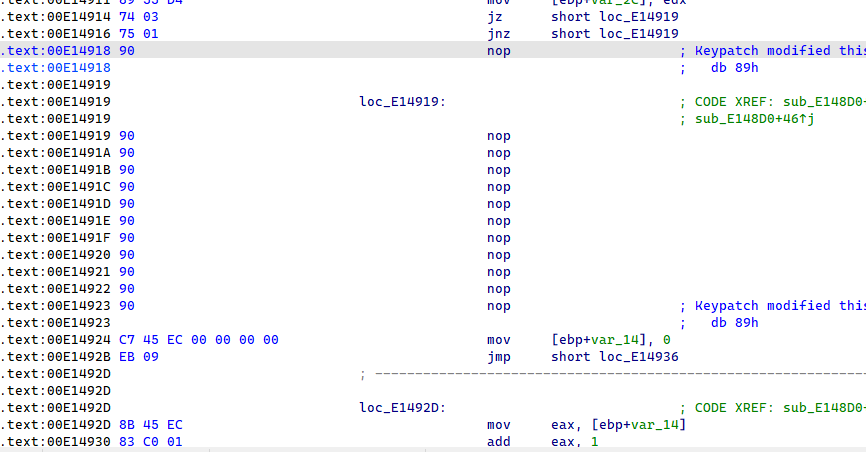 .text:00E14911 89 55 D4 mov [ebp+var_2C], edx
.text:00E14914 74 03 jz short loc_E14919
.text:00E14916 75 01 jnz short loc_E14919
.text:00E14918 90 nop ; Keypatch modified this
.text:00E14918 ; db 89h
.text:00E14919
.text:00E14919 loc_E14919: ; CODE XREF: sub_E148D0+
.text:00E14919 ; sub_E148D0+46↑j
.text:00E14919 90 nop
.text:00E1491A 90 nop
.text:00E1491B 90 nop
.text:00E1491C 90 nop
.text:00E1491D 90 nop
.text:00E1491E 90 nop
.text:00E1491F 90 nop
.text:00E14920 90 nop
.text:00E14921 90 nop
.text:00E14922 90 nop
.text:00E14923 90 nop ; Keypatch modified this
.text:00E14923 ; db 89h
.text:00E14924 C7 45 EC 00 00 00 00 mov [ebp+var_14], 0
.text:00E1492B EB 09 jmp short loc_E14936
.text:00E1492D ; ---------------------------------------------------------
.text:00E1492D
.text:00E1492D loc_E1492D: ; CODE XREF: sub_E148D0+
.text:00E1492D 8B 45 EC mov eax, [ebp+var_14]
.text:00E14930 83 C0 01 add eax, 1